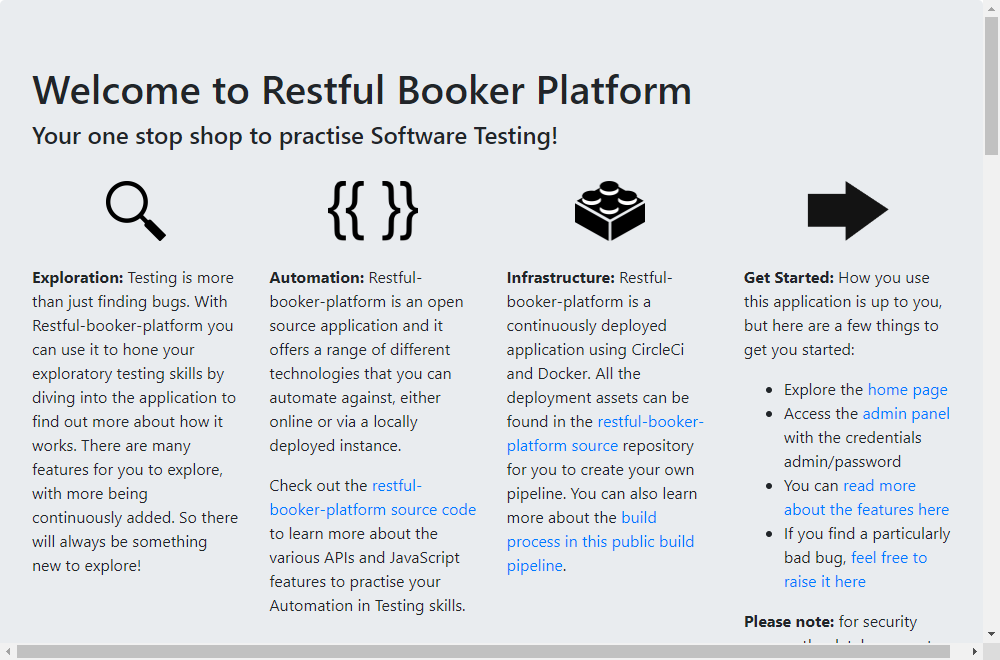 Welcome to Restful Booker Platform
Your one stop shop to practise Software Testing!
{{ }}
Exploration: Testing is more
than just finding bugs. With
Restful-booker-platform you
can use it to hone your
exploratory testing skills by
diving into the application to
find out more about how it
works. There are many
features for you to explore,
with more being
continuously added. So there
will always be something
new to explore!
Automation: Restful-
booker-platform is an open
source application and it
offers a range of different
technologies that you can
automate against, either
online or via a locally
deployed instance.
Check out the restful-
booker-platform source code
to learn more about the
various APIs and JavaScript
features to practise your
Automation in Testing skills.
Infrastructure: Restful-
booker-platform is a
continuously deployed
application using CircleCi
and Docker. All the
deployment assets can be
found in the restful-booker-
platform source repository
for you to create your own
pipeline. You can also learn
more about the build
process in this public build
pipeline.
Get Started: How you use
this application is up to you,
but here are a few things to
get you started:
• Explore the home page
• Access the admin panel
with the credentials
admin/password
• You can read more
about the features here
• If you find a particularly
bad bug, feel free to
raise it here
Please note: for security